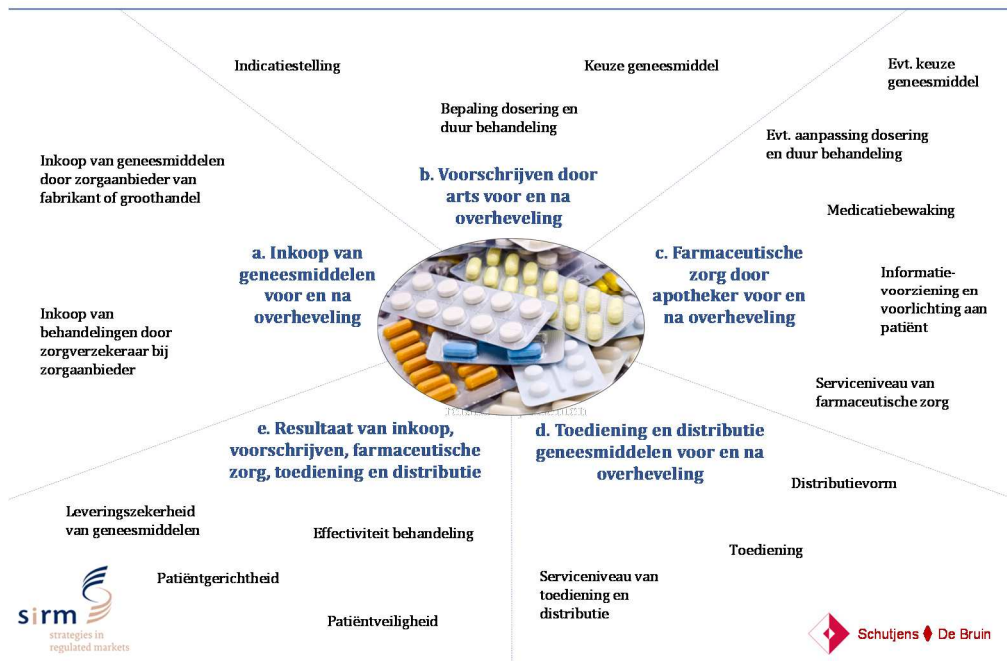 Indicatiestelling
Keuze geneesmiddel
Bepaling dosering en
duur behandeling
b. Voorschrijven door
arts voor en na
overheveling
Evt. keuze
geneesmiddel
Evt. aanpassing dosering
en duur behandeling
Medicatiebewaking
Informatie-
voorziening en
voorlichting aan
patiënt
Serviceniveau van
farmaceutische zorg
c. Farmaceutische
zorg door
apotheker voor en
na overheveling
Inkoop van geneesmiddelen
door zorgaanbieder van
fabrikant of groothandel
a. Inkoop van
geneesmiddelen
voor en na
overheveling
Inkoop van
behandelingen door
zorgverzekeraar bij
zorgaanbieder
e. Resultaat van inkoop,
voorschrijven, farmaceutische
zorg, toediening en distributie
Leveringszekerheid
van geneesmiddelen
Effectiviteit behandeling
Patiëntgerichtheid
Patiëntveiligheid
d. Toediening en distributie
geneesmiddelen voor en na
overheveling
Distributievorm
Toediening
Serviceniveau van
toediening en
distributie
sirm
strategies in
regulated markets
Schutjens De Bruin